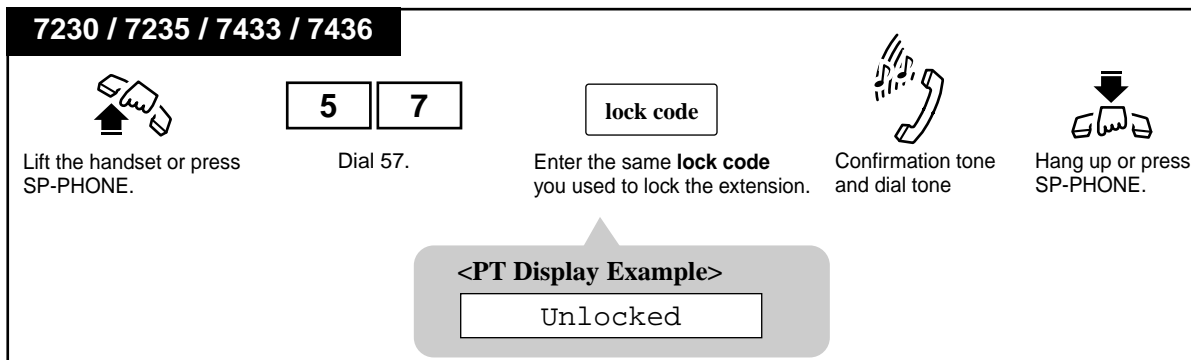 7230 / 7235 / 7433 / 7436
5 7
lock code
Lift the handset or press
SP-PHONE.
Dial 57.
Enter the same lock code
you used to lock the extension.
Confirmation tone
and dial tone
Hang up or press
SP-PHONE.
<PT Display Example>
Unlocked